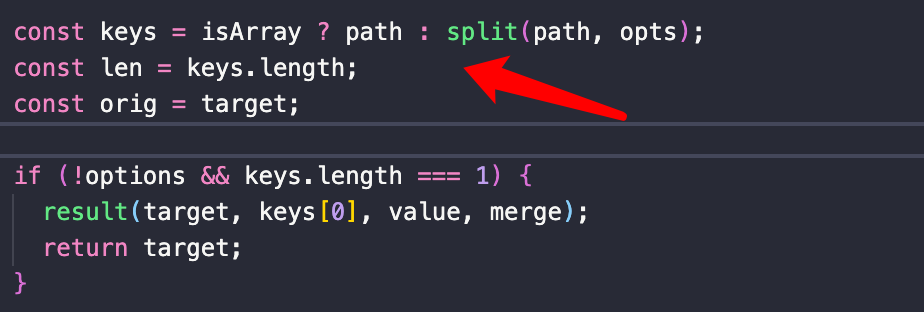 const keys = isArray ? path : split(path, opts);
const len = keys.length;
const orig = target;
if (!options && keys.length === 1) {
result(target, keys[0], value, merge);
return target;
}